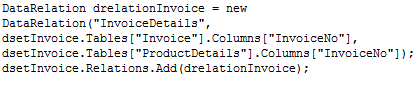 DataRelation drelationInvoice = new
DataRelation("InvoiceDetails",
dsetInvoice.Tables["Invoice"].Columns["InvoiceNo"],
dsetInvoice.Tables["ProductDetails"].Columns["InvoiceNo"]);
dsetInvoice.Relations.Add(drelationInvoice);